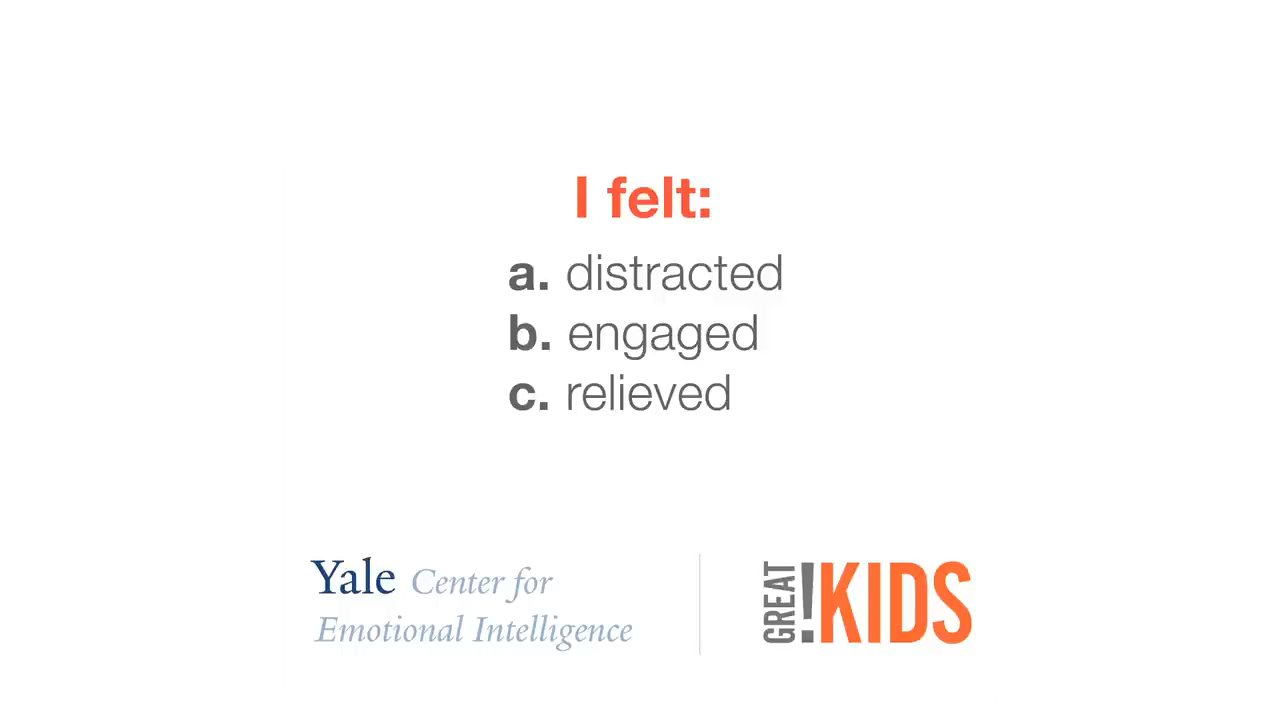 I felt:
a. distracted
b. engaged
c. relieved
Yale Center for
Emotional Intelligence
GREAT!KIDS